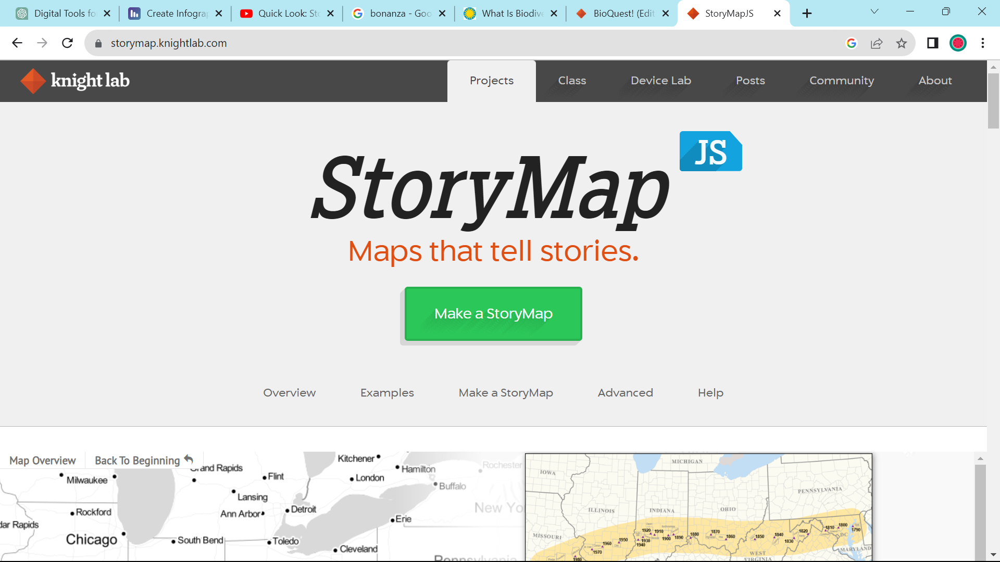 Digital Tools fo
Create Infograp
Quick Look: Sto
bonanza - Goo
What Is Biodive
BioQuest! (Edit
StoryMapJS
storymap.knightlab.com
knight lab
Projects
Class
Device Lab
Posts
Community
About
StoryMap
JS
Maps that tell stories.
Make a StoryMap
Overview
Examples
Make a StoryMap
Advanced
Help
Map Overview
Back To Beginning
Grand Rapids
Kitchener
Hamilton
Rochester
Milwaukee
Flint
London
Buffalo
Lansing
Rockford
Ann Arbor
Detroit
New Yo
dar Rapids
Erie
Chicago
South Bend
Toledo
Cleveland
Pennsylvania
MICHIGAN
IOWA
PENNSYLVANIA
ILLINOIS
INDIANA
OHIO
MISSOURI
1980
1970
1960
1950
1940
1930
1920
1910
1900
1890
1880
1870
1860
1850
1840
1830
1820
1810
1800
1790
DC
MARYLAND
WEST
VIRGINIA